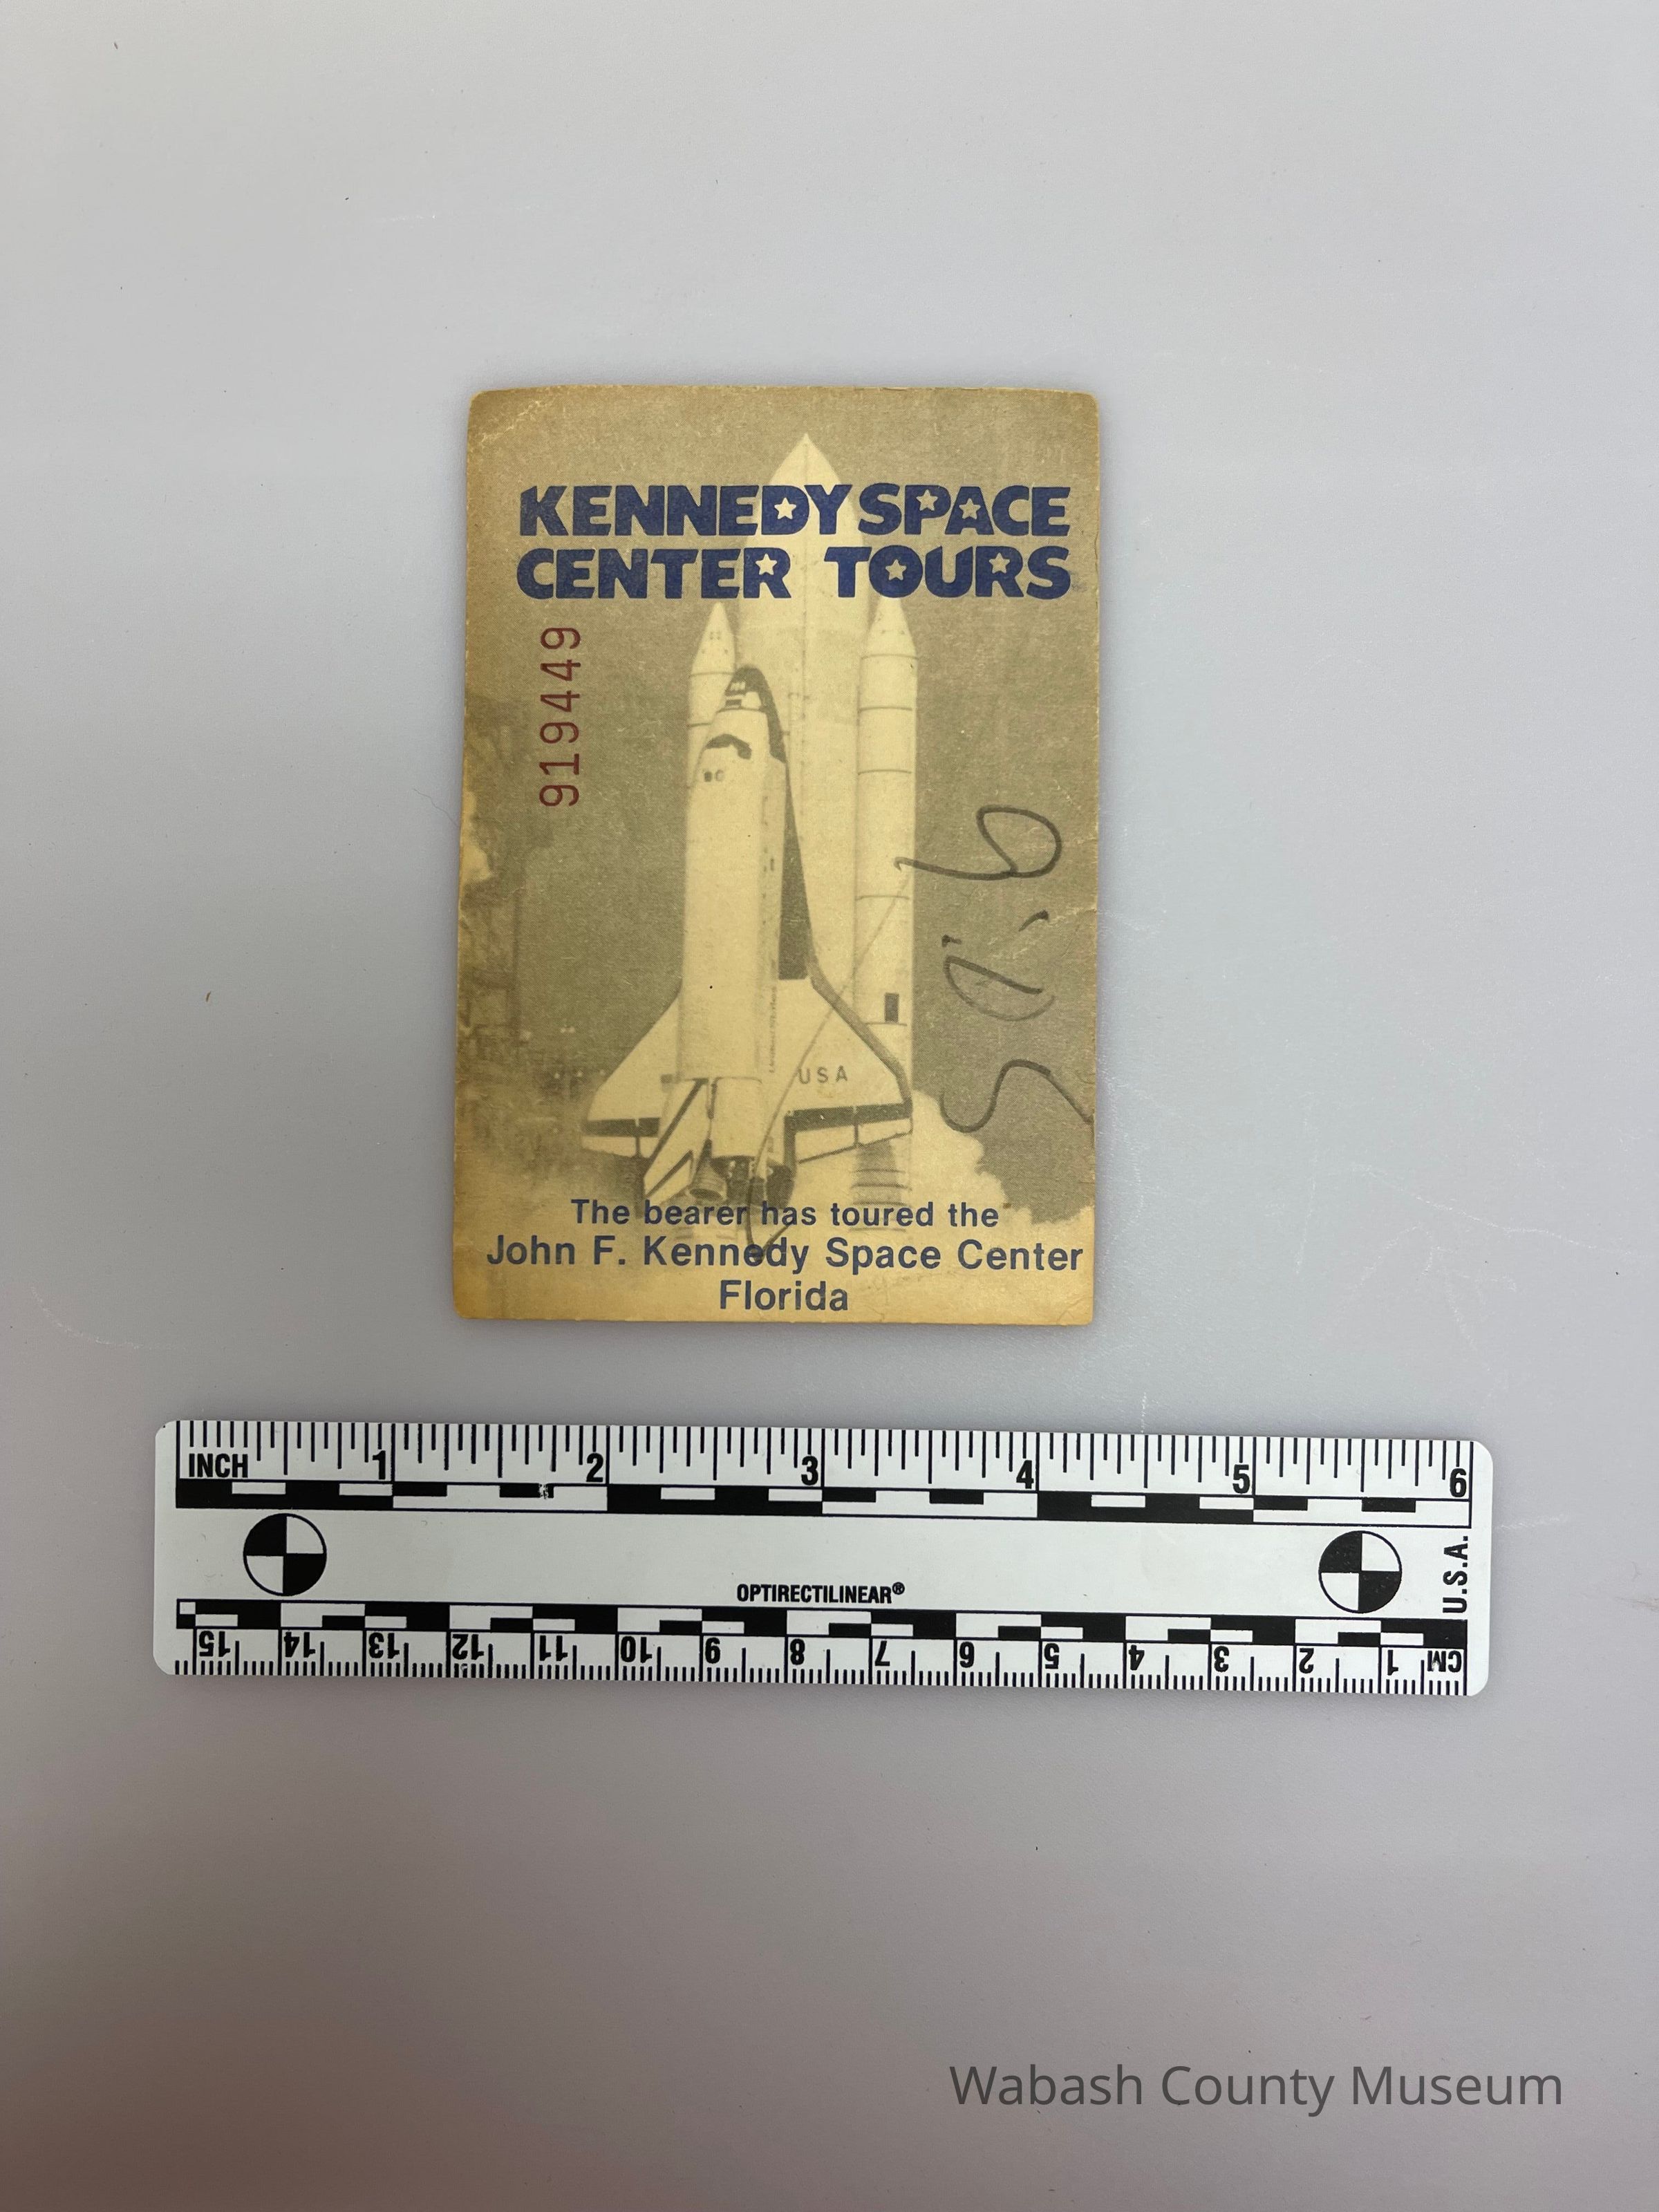 KENNEDY SPACE
CENTER TOURS
919449
USA
The bearer has toured the
John F. Kennedy Space Center
Florida
INCH 1 2 3 4 5 6
U.S.A.
OPTIRECTILINEAR®
15 14 13 12 11 10 9 8 7 6 5 4 3 2 1 CM
Wabash County Museum